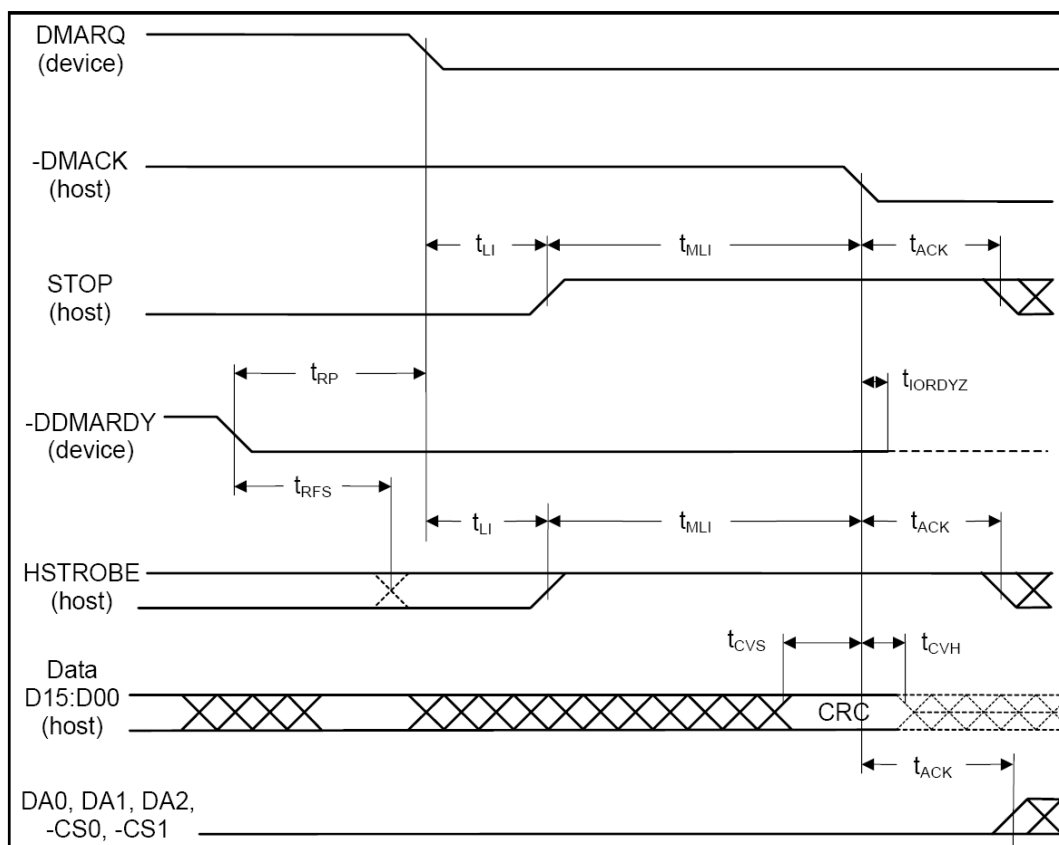 DMARQ
(device)
-DMACK
(host)
tLI tMLI tACK
STOP
(host)
tRP tIORDYZ
-DDMARDY
(device)
tRFS
tLI tMLI tACK
HSTROBE
(host)
tCVS tCVH
Data
D15:D00
(host)
CRC
tACK
DA0, DA1, DA2,
-CS0, -CS1